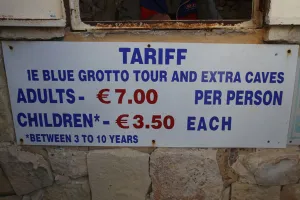 TARIFF
IE BLUE GROTTO TOUR AND EXTRA CAVES
ADULTS - € 7.00 PER PERSON
CHILDREN* - € 3.50 EACH
*BETWEEN 3 TO 10 YEARS